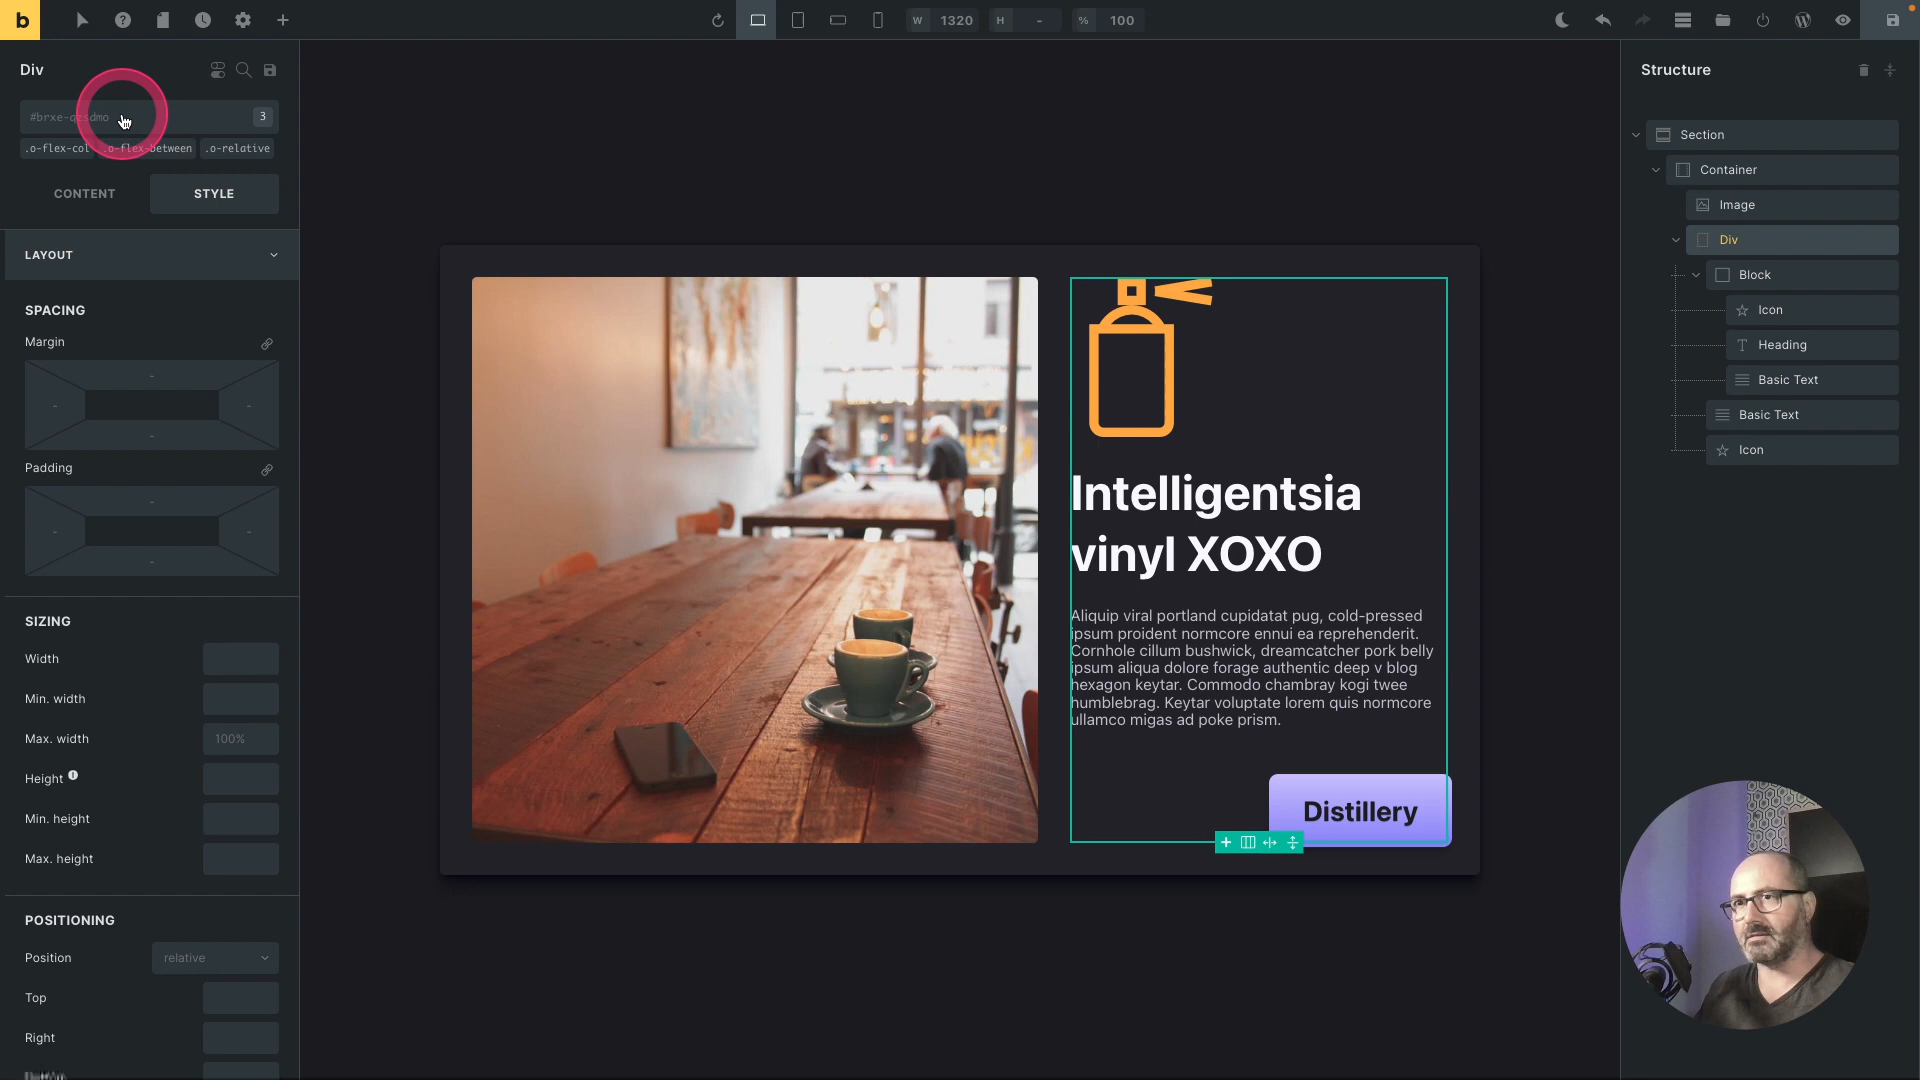 b
W 1320 H - % 100
Div
3
.o-flex-col .o-flex-between .o-relative
CONTENT STYLE
LAYOUT
SPACING
Margin
-
- -
-
Padding
-
- -
-
SIZING
Width
Min. width
Max. width 100%
Height
Min. height
Max. height
POSITIONING
Position relative
Top
Right
Intelligentsia
vinyl XOXO
Aliquip viral portland cupidatat pug, cold-pressed
ipsum proident normcore ennui ea reprehenderit.
Cornhole cillum bushwick, dreamcatcher pork belly
ipsum aliqua dolore forage authentic deep v blog
hexagon keytar. Commodo chambray kogi twee
humblebrag. Keytar voluptate lorem quis normcore
ullamco migas ad poke prism.
Distillery
Structure
Section
Container
Image
Div
Block
Icon
Heading
Basic Text
Basic Text
Icon